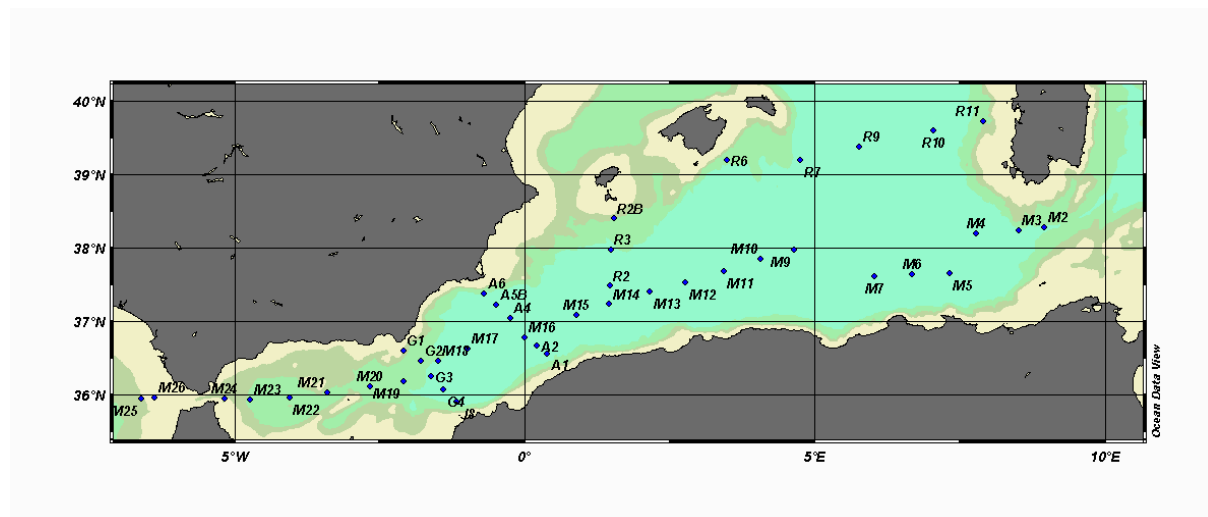 40°N
R11
R9
R10
39°N
R6
R7
R2B
M4
M3
M2
38°N
R3
M10
M9
M6
R2
A6
M11
M7
M5
A5B
M14
M12
M13
A4
M15
37°N
M16
M17
G1
A2
G2
M18
A1
M20
G3
M21
M19
M26
M24
M23
36°N
M25
M22
G4
J8
Ocean Data View
5°W
0°
5°E
10°E